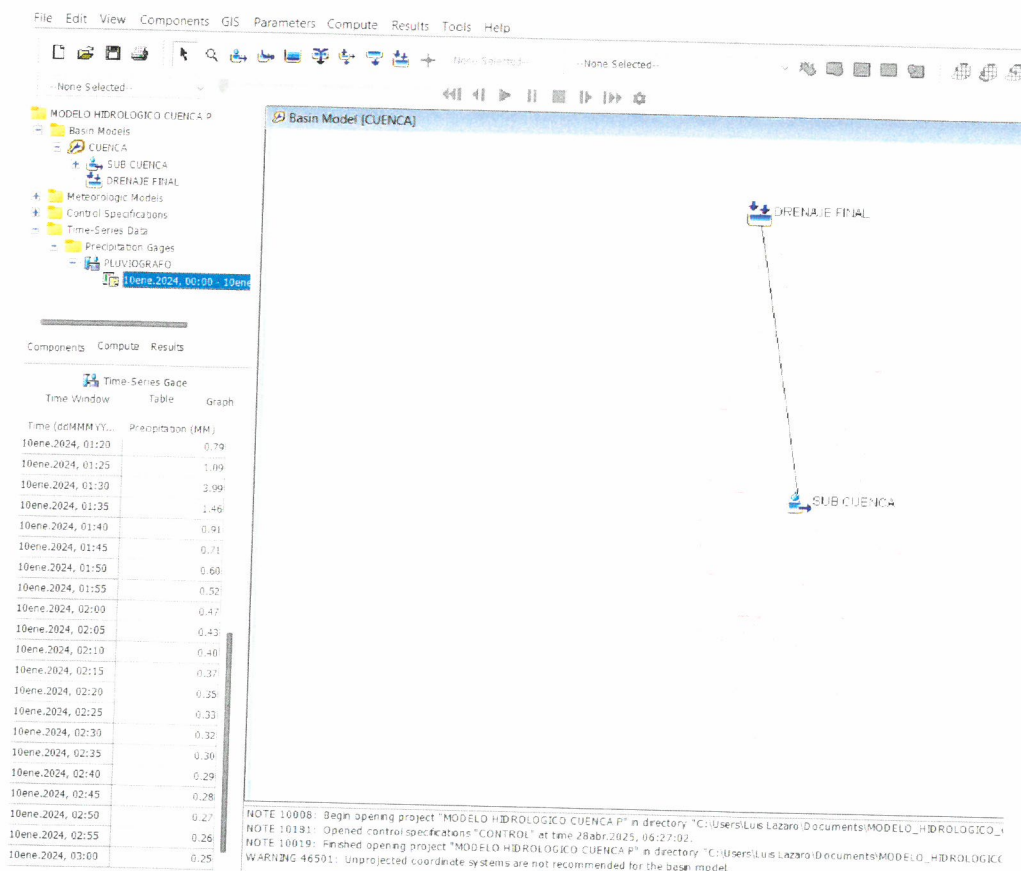 File Edit View Components GIS Parameters Compute Results Tools Help
--None Selected--
--None Selected--
--None Selected--
MODELO HIDROLOGICO CUENCA P
Basin Models
CUENCA
SUB CUENCA
DRENAJE FINAL
Meteorologic Models
Control Specifications
Time-Series Data
Precipitation Gages
PLUVIOGRAFO
10ene.2024, 00:00 - 10ene
Components Compute Results
Basin Model [CUENCA]
DRENAJE FINAL
SUB CUENCA
Time-Series Gage
Time Window Table Graph
Time (ddMMMYY... Precipitation (MM)
10ene.2024, 01:20 0.79
10ene.2024, 01:25 1.09
10ene.2024, 01:30 3.99
10ene.2024, 01:35 1.46
10ene.2024, 01:40 0.91
10ene.2024, 01:45 0.71
10ene.2024, 01:50 0.60
10ene.2024, 01:55 0.52
10ene.2024, 02:00 0.47
10ene.2024, 02:05 0.43
10ene.2024, 02:10 0.40
10ene.2024, 02:15 0.37
10ene.2024, 02:20 0.35
10ene.2024, 02:25 0.33
10ene.2024, 02:30 0.32
10ene.2024, 02:35 0.30
10ene.2024, 02:40 0.29
10ene.2024, 02:45 0.28
10ene.2024, 02:50 0.27
10ene.2024, 02:55 0.26
10ene.2024, 03:00 0.25
NOTE 10008: Begin opening project "MODELO HIDROLOGICO CUENCA P" in directory "C:\Users\Luis Lazaro\Documents\MODELO_HIDROLOGICO_
NOTE 10181: Opened control specifications "CONTROL" at time 28abr.2025, 06:27:02.
NOTE 10019: Finished opening project "MODELO HIDROLOGICO CUENCA P" in directory "C:\Users\Luis Lazaro\Documents\MODELO_HIDROLOGICO
WARNING 46501: Unprojected coordinate systems are not recommended for the basin model.